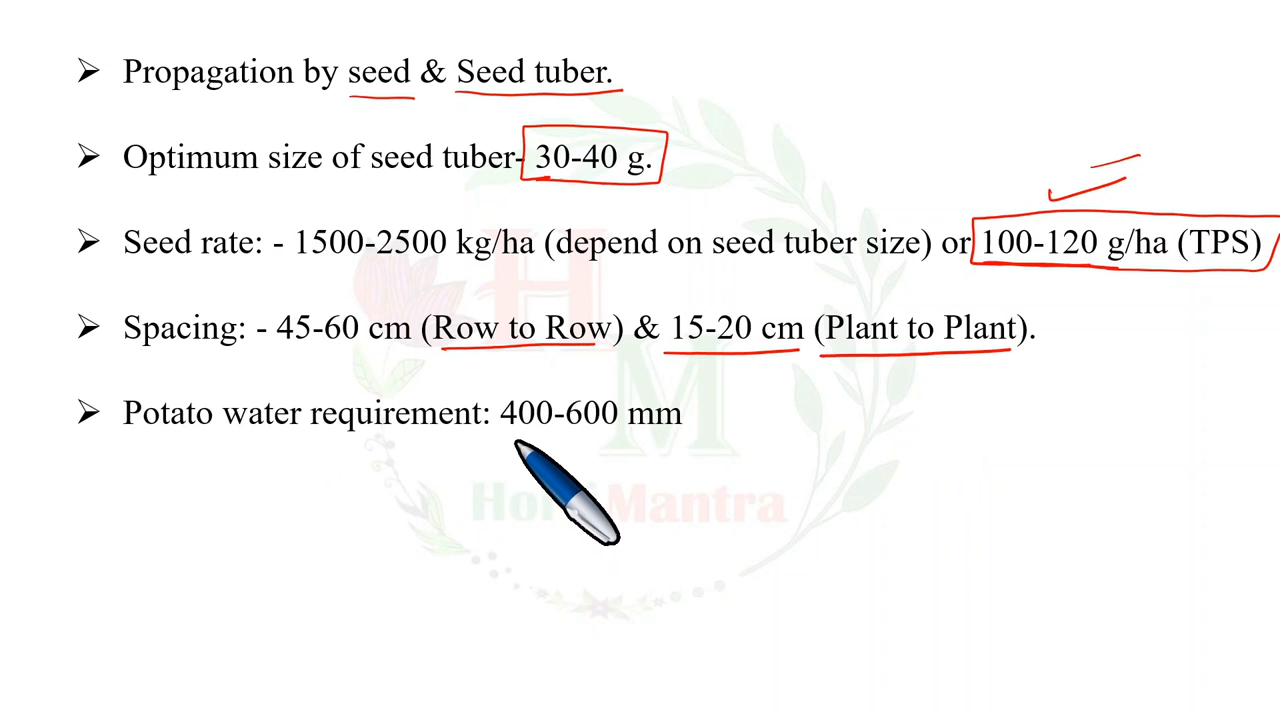 ➢ Propagation by seed & Seed tuber.
➢ Optimum size of seed tuber- 30-40 g.
➢ Seed rate: - 1500-2500 kg/ha (depend on seed tuber size) or 100-120 g/ha (TPS)
➢ Spacing: - 45-60 cm (Row to Row) & 15-20 cm (Plant to Plant).
➢ Potato water requirement: 400-600 mm
H
M
Horti Mantra